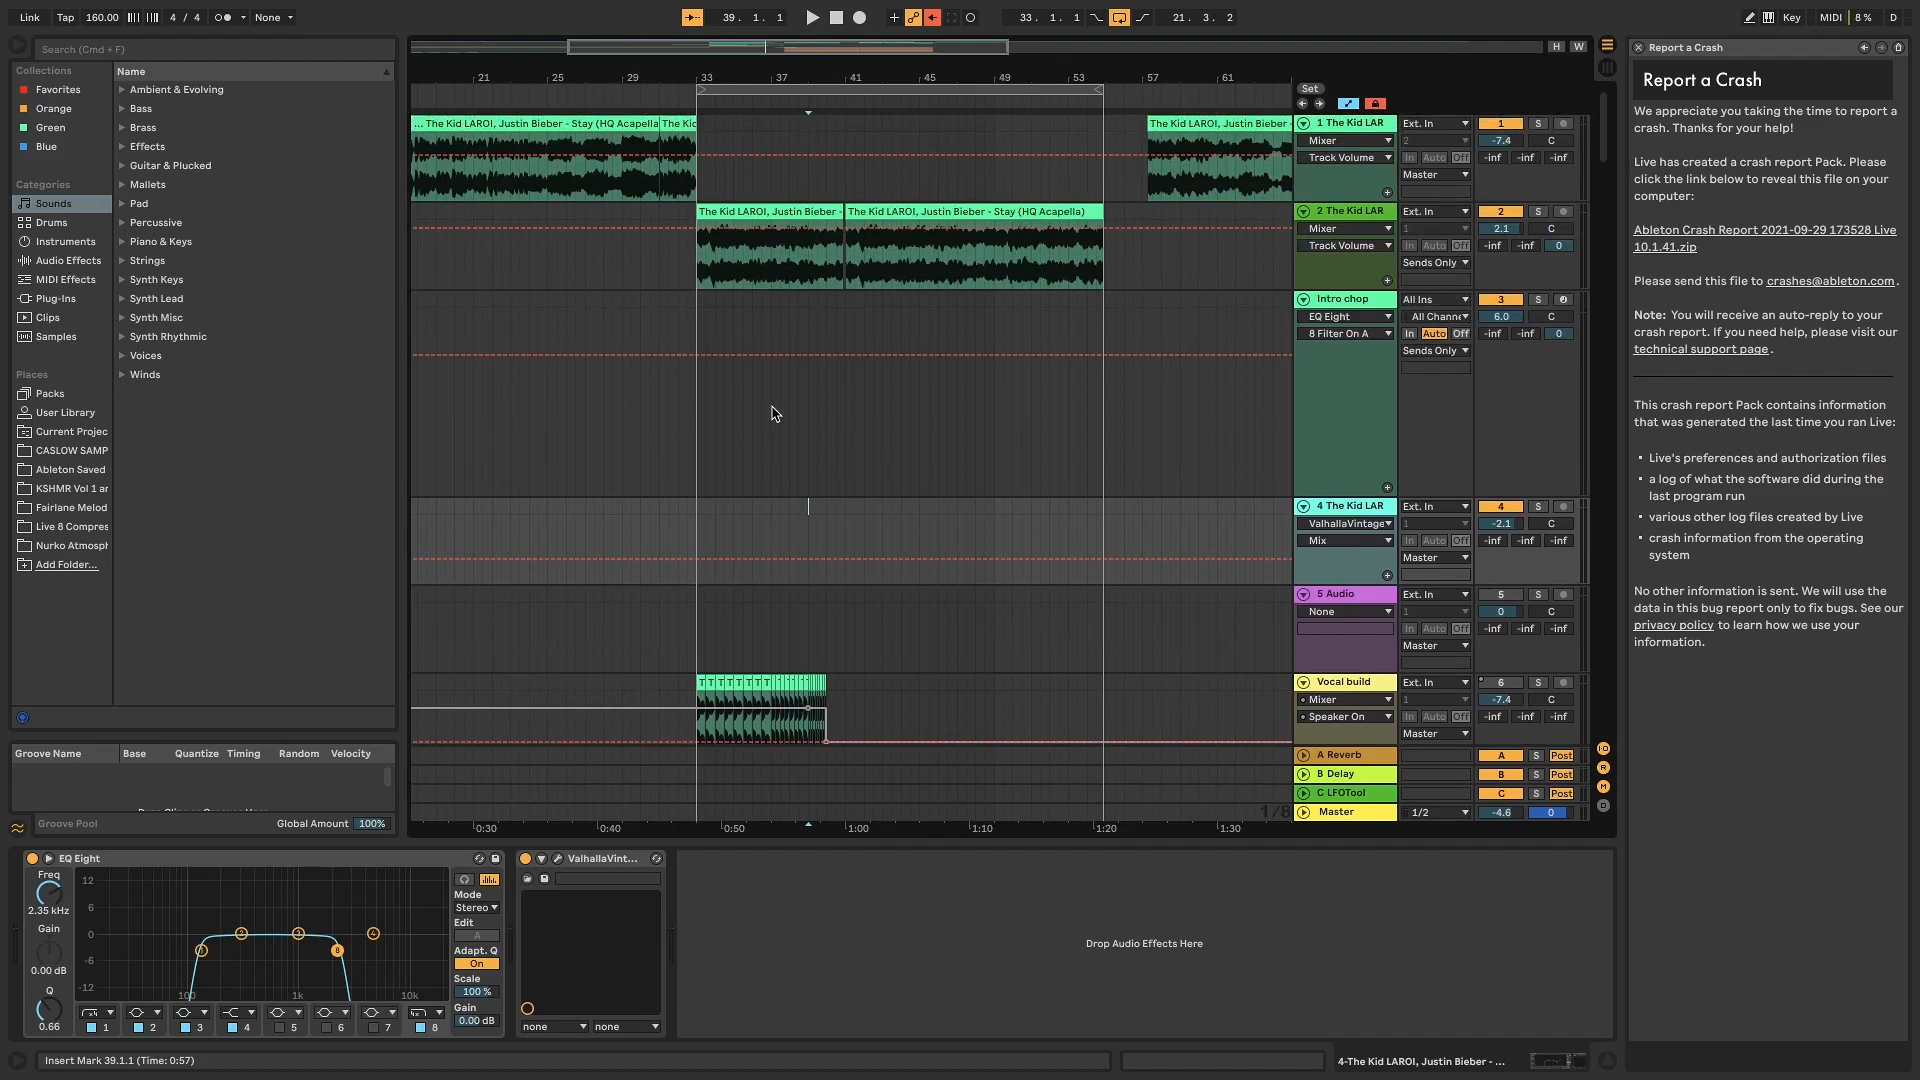 Link Tap 160.00 4 / 4 None
39. 1. 1
33. 1. 1
21. 3. 2
Key MIDI 8 % D
Search (Cmd + F)
Collections
Favorites
Orange
Green
Blue
Categories
Sounds
Drums
Instruments
Audio Effects
MIDI Effects
Plug-Ins
Clips
Samples
Places
Packs
User Library
Current Projec
CASLOW SAMP
Ableton Saved
KSHMR Vol 1 ar
Fairlane Melod
Live 8 Compres
Nurko Atmosph
Add Folder...
Name
Ambient & Evolving
Bass
Brass
Effects
Guitar & Plucked
Mallets
Pad
Percussive
Piano & Keys
Strings
Synth Keys
Synth Lead
Synth Misc
Synth Rhythmic
Voices
Winds
Groove Name Base Quantize Timing Random Velocity
Groove Pool Global Amount 100%
H W
21 25 29 33 37 41 45 49 53 57 61
Set
... The Kid LAROI, Justin Bieber - Stay (HQ Acapella The Kid
The Kid LAROI, Justin Bieber -
The Kid LAROI, Justin Bieber -
The Kid LAROI, Justin Bieber - Stay (HQ Acapella)
T T T T T T T T T
0:30 0:40 0:50 1:00 1:10 1:20 1:30
1/8
1 The Kid LAR Ext. In 1 S
Mixer 2 -7.4 C
Track Volume In Auto Off -inf -inf -inf
Master
2 The Kid LAR Ext. In 2 S
Mixer 1 2.1 C
Track Volume In Auto Off -inf -inf 0
Sends Only
Intro chop All Ins 3 S
EQ Eight All Channe 6.0 C
8 Filter On A In Auto Off -inf -inf 0
Sends Only
4 The Kid LAR Ext. In 4 S
ValhallaVintage 1 -2.1 C
Mix In Auto Off -inf -inf -inf
Master
5 Audio Ext. In 5 S
None 1 0 C
In Auto Off -inf -inf -inf
Master
Vocal build Ext. In 6 S
Mixer 1 -7.4 C
Speaker On In Auto Off -inf -inf -inf
Master
A Reverb A S Post
B Delay B S Post
C LFOTool C S Post
Master 1/2 -4.6 0
Report a Crash
Report a Crash
We appreciate you taking the time to report a
crash. Thanks for your help!
Live has created a crash report Pack. Please
click the link below to reveal this file on your
computer:
Ableton Crash Report 2021-09-29 173528 Live
10.1.41.zip
Please send this file to crashes@ableton.com.
Note: You will receive an auto-reply to your
crash report. If you need help, please visit our
technical support page.
This crash report Pack contains information
that was generated the last time you ran Live:
• Live's preferences and authorization files
• a log of what the software did during the
last program run
• various other log files created by Live
• crash information from the operating
system
No other information is sent. We will use the
data in this bug report only to fix bugs. See our
privacy policy to learn how we use your
information.
EQ Eight
Freq
2.35 kHz
Gain
0.00 dB
Q
0.66
12
6
0
-6
-12
100 1k 10k
1 2 3 4 5 6 7 8
Mode
Stereo
Edit
A
Adapt. Q
On
Scale
100 %
Gain
0.00 dB
ValhallaVint...
none none
Drop Audio Effects Here
Insert Mark 39.1.1 (Time: 0:57)
4-The Kid LAROI, Justin Bieber - ...